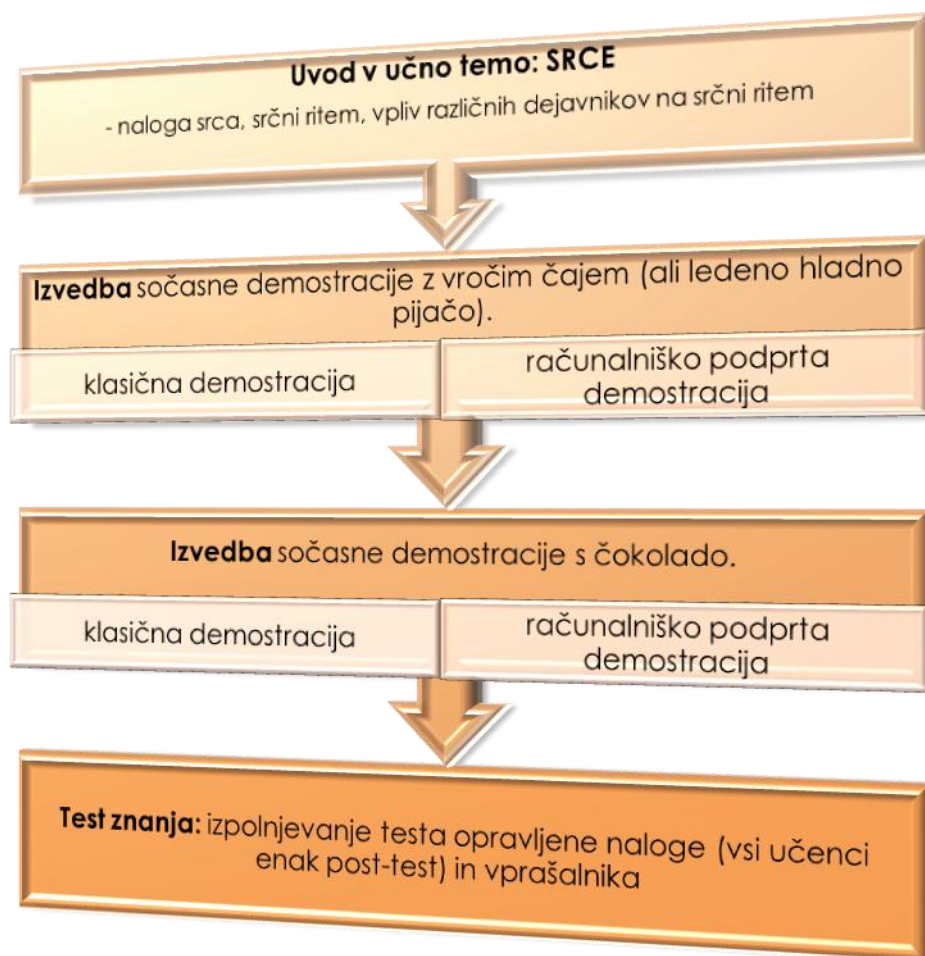 Uvod v učno temo: SRCE
- naloga srca, srčni ritem, vpliv različnih dejavnikov na srčni ritem
Izvedba sočasne demostracije z vročim čajem (ali ledeno hladno
pijačo).
klasična demostracija
računalniško podprta
demostracija
Izvedba sočasne demostracije s čokolado.
klasična demostracija
računalniško podprta
demostracija
Test znanja: izpolnjevanje testa opravljene naloge (vsi učenci
enak post-test) in vprašalnika